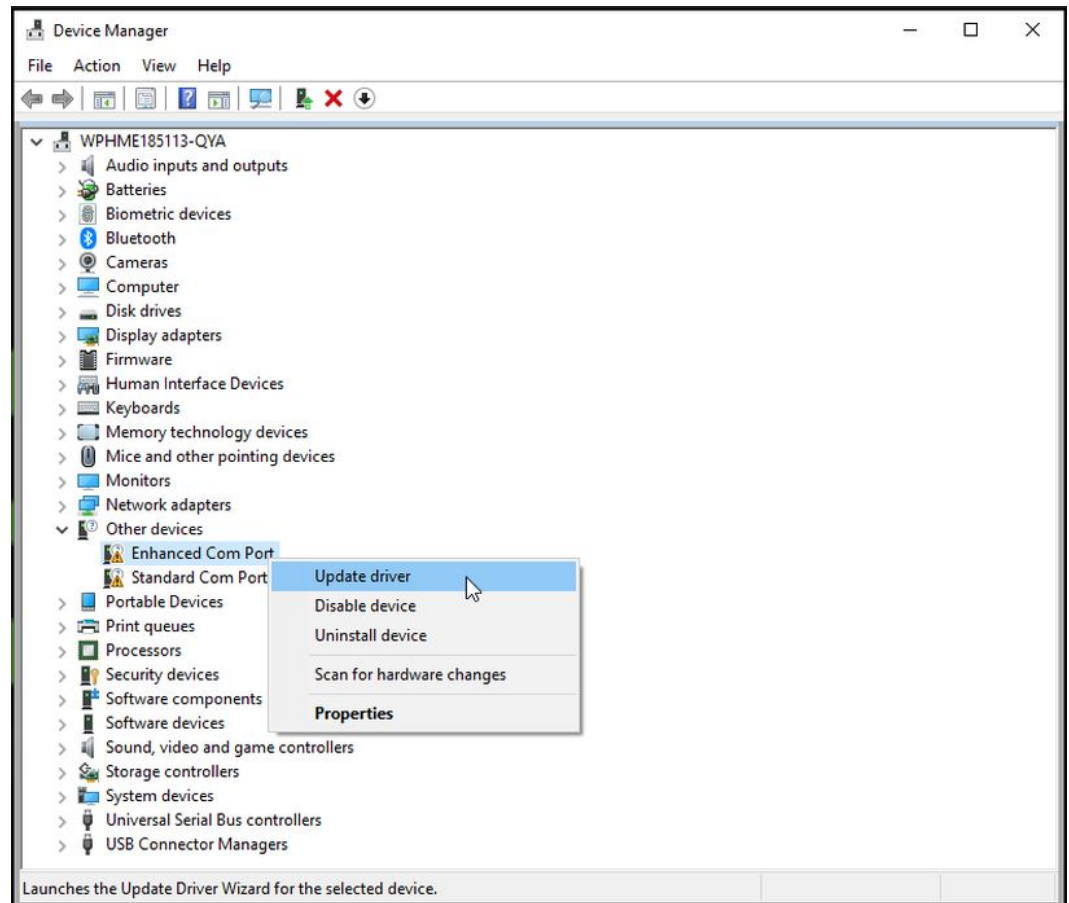 Device Manager
File Action View Help
WPHME185113-QYA
Audio inputs and outputs
Batteries
Biometric devices
Bluetooth
Cameras
Computer
Disk drives
Display adapters
Firmware
Human Interface Devices
Keyboards
Memory technology devices
Mice and other pointing devices
Monitors
Network adapters
Other devices
Enhanced Com Port
Standard Com Port
Update driver
Disable device
Uninstall device
Scan for hardware changes
Properties
Portable Devices
Print queues
Processors
Security devices
Software components
Software devices
Sound, video and game controllers
Storage controllers
System devices
Universal Serial Bus controllers
USB Connector Managers
Launches the Update Driver Wizard for the selected device.